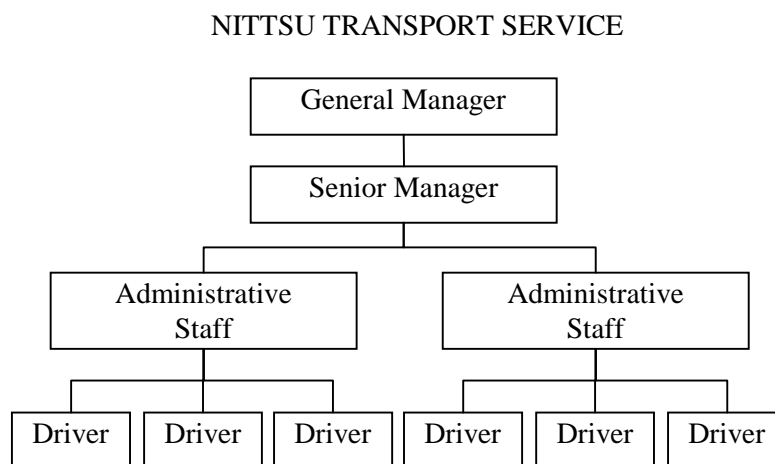 NITTSU TRANSPORT SERVICE
General Manager
Senior Manager
Administrative
Staff
Administrative
Staff
Driver
Driver
Driver
Driver
Driver
Driver